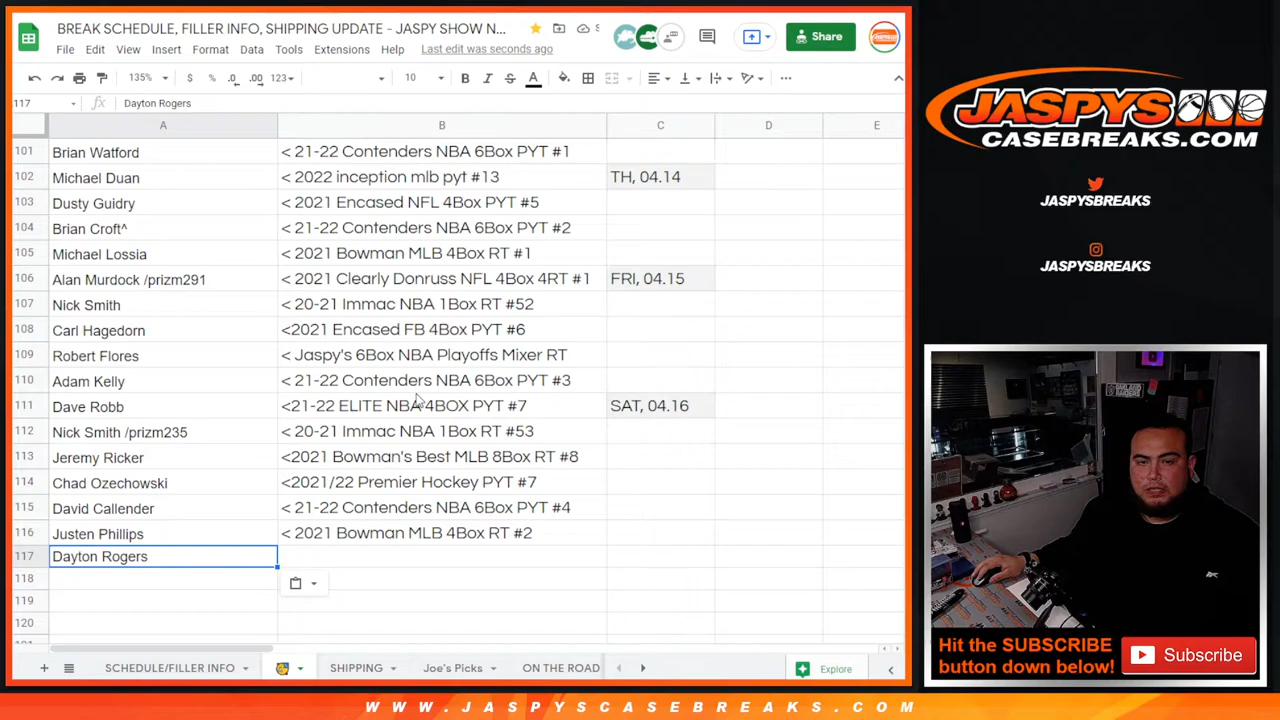 BREAK SCHEDULE, FILLER INFO, SHIPPING UPDATE - JASPY SHOW N...
Share
File Edit View Insert Format Data Tools Extensions Help Last edit was seconds ago
135% $ % .0 .00 123 10 B I S A
117 fx Dayton Rogers
A B C D E
101 Brian Watford < 21-22 Contenders NBA 6Box PYT #1
102 Michael Duan < 2022 inception mlb pyt #13 TH, 04.14
103 Dusty Guidry < 2021 Encased NFL 4Box PYT #5
104 Brian Croft^ < 21-22 Contenders NBA 6Box PYT #2
105 Michael Lossia < 2021 Bowman MLB 4Box RT #1
106 Alan Murdock /prizm291 < 2021 Clearly Donruss NFL 4Box 4RT #1 FRI, 04.15
107 Nick Smith < 20-21 Immac NBA 1Box RT #52
108 Carl Hagedorn <2021 Encased FB 4Box PYT #6
109 Robert Flores < Jaspy's 6Box NBA Playoffs Mixer RT
110 Adam Kelly < 21-22 Contenders NBA 6Box PYT #3
111 Dave Robb <21-22 ELITE NBA 4BOX PYT #7 SAT, 04.16
112 Nick Smith /prizm235 < 20-21 Immac NBA 1Box RT #53
113 Jeremy Ricker <2021 Bowman's Best MLB 8Box RT #8
114 Chad Ozechowski <2021/22 Premier Hockey PYT #7
115 David Callender < 21-22 Contenders NBA 6Box PYT #4
116 Justen Phillips < 2021 Bowman MLB 4Box RT #2
117 Dayton Rogers
118
119
120
SCHEDULE/FILLER INFO SHIPPING Joe's Picks ON THE ROAD Explore
JASPYS
CASEBREAKS.COM
JASPYSBREAKS
JASPYSBREAKS
Hit the SUBSCRIBE
button down below!
Subscribe
WWW.JASPYSCASEBREAKS.COM